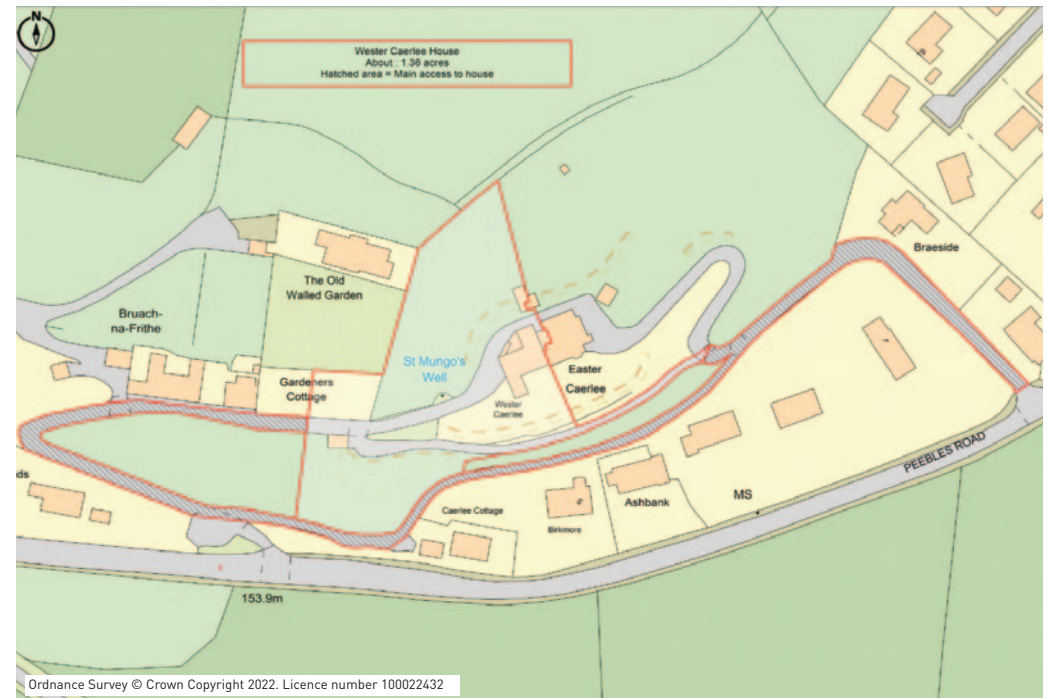 Wester Caerlee House
About : 1.36 acres
Hatched area = Main access to house
Braeside
The Old
Walled Garden
Bruach-
na-Frithe
St Mungo's
Well
Easter
Caerlee
Gardeners
Cottage
Wester
Caerlee
PEEBLES ROAD
ds
MS
Ashbank
Caerlee Cottage
Birkmore
153.9m
Ordnance Survey © Crown Copyright 2022. Licence number 100022432